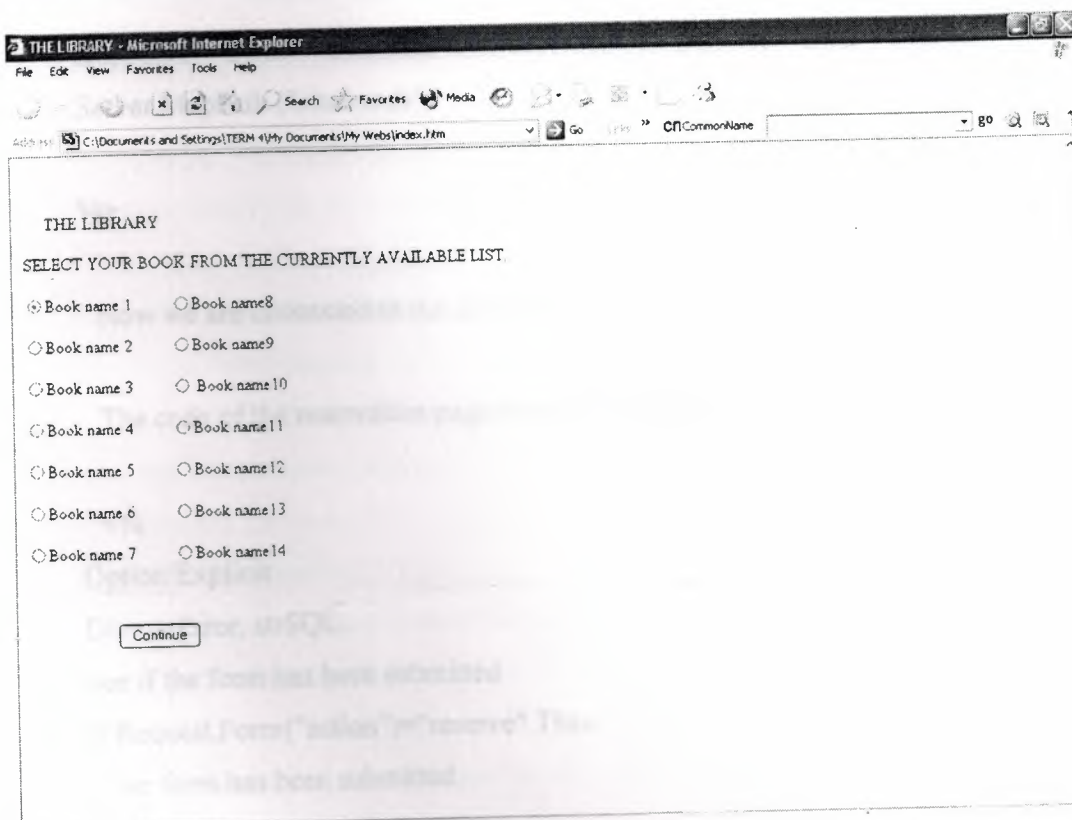 THE LIBRARY - Microsoft Internet Explorer
File Edit View Favorites Tools Help
Search Favorites Media
Address C:\Documents and Settings\TERM 4\My Documents\My Webs\index.htm Go Links » CnCommonName go
THE LIBRARY
SELECT YOUR BOOK FROM THE CURRENTLY AVAILABLE LIST.
Book name 1 Book name8
Book name 2 Book name9
Book name 3 Book name10
Book name 4 Book name11
Book name 5 Book name12
Book name 6 Book name13
Book name 7 Book name14
The code of the reservation page
Option Explicit
Continue
see if the form has been submitted
If Request.Form("action")="reserve" Then
form has been submitted